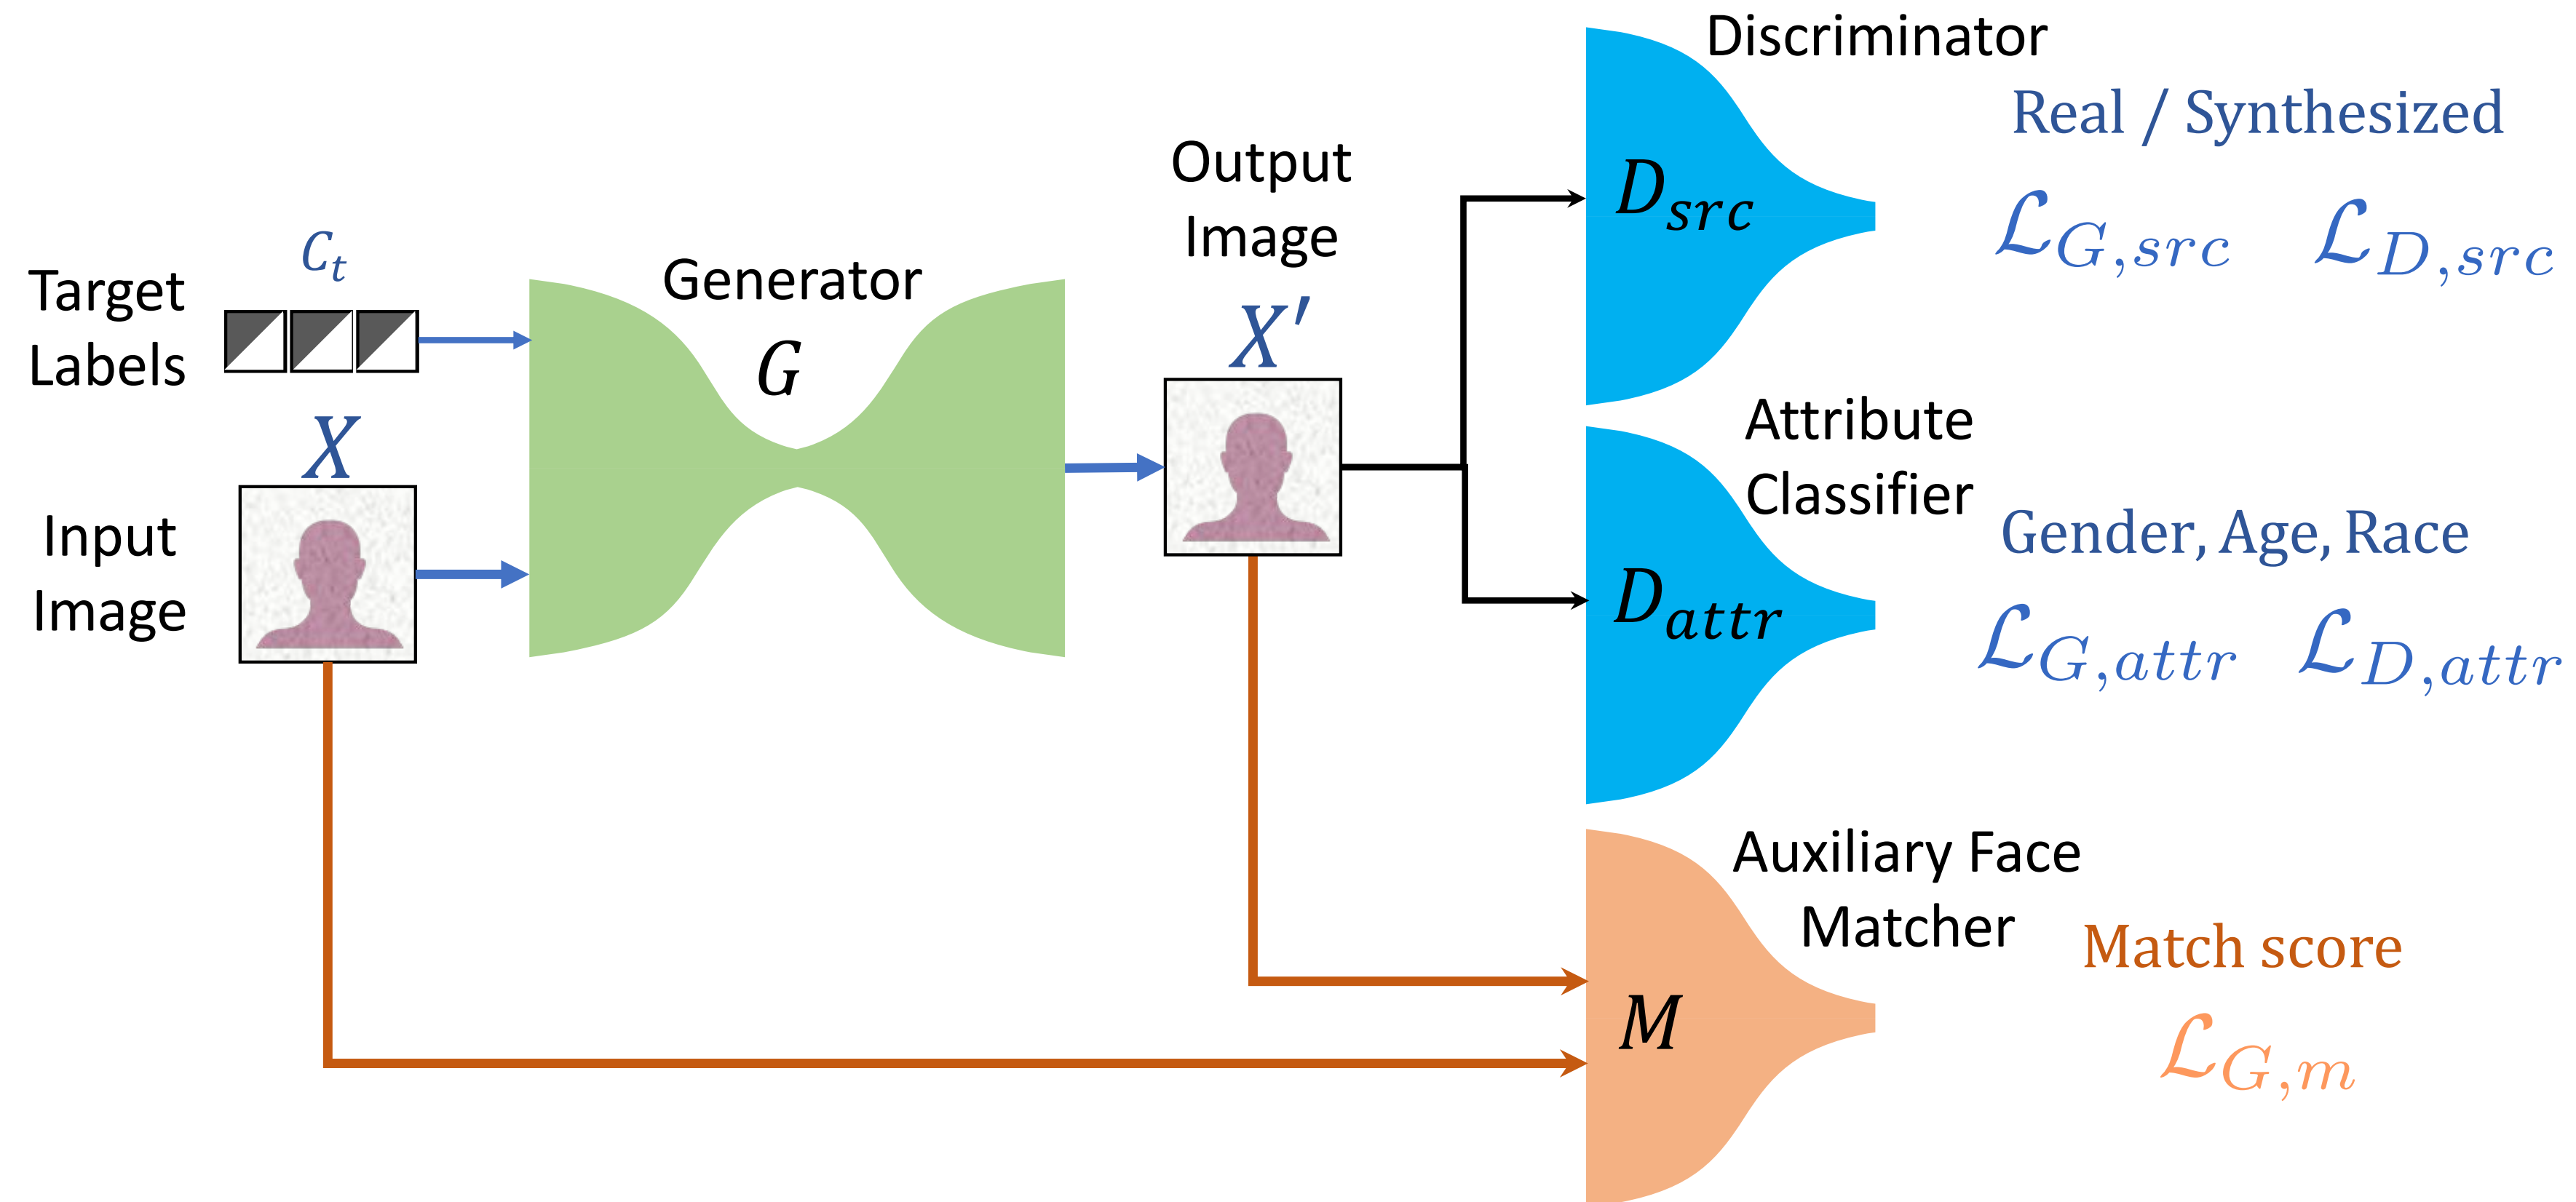 Target
Labels
C_t
X
Input
Image
Generator
G
Output
Image
X′
Discriminator
D_src
Real / Synthesized
ℒ_G,src ℒ_D,src
Attribute
Classifier
D_attr
Gender, Age, Race
ℒ_G,attr ℒ_D,attr
Auxiliary Face
Matcher
M
Match score
ℒ_G,m